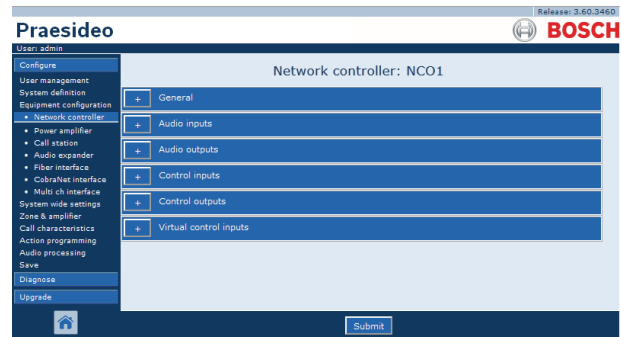 Release: 3.60.3460
Praesideo
BOSCH
User: admin
Configure
User management
System definition
Equipment configuration
• Network controller
• Power amplifier
• Call station
• Audio expander
• Fiber interface
• CobraNet interface
• Multi ch interface
System wide settings
Zone & amplifier
Call characteristics
Action programming
Audio processing
Save
Diagnose
Upgrade
Network controller: NCO1
+ General
+ Audio inputs
+ Audio outputs
+ Control inputs
+ Control outputs
+ Virtual control inputs
Submit